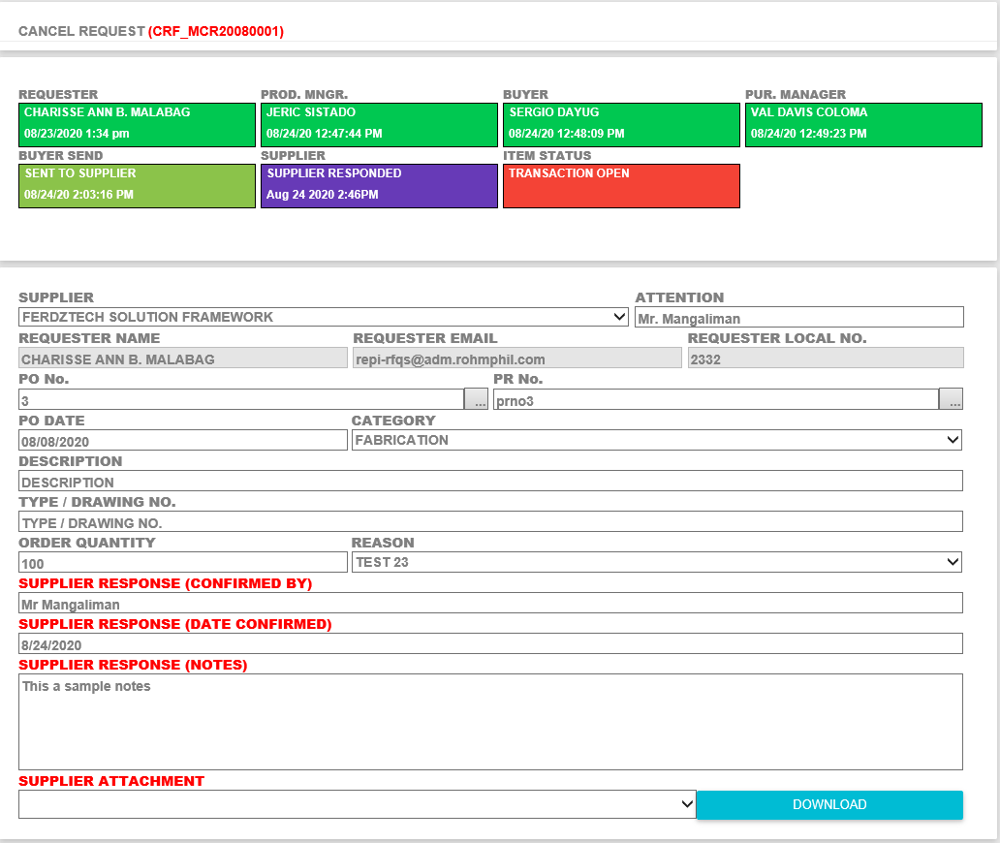 CANCEL REQUEST (CRF_MCR20080001)
REQUESTER PROD. MNGR. BUYER PUR. MANAGER
CHARISSE ANN B. MALABAG JERIC SISTADO SERGIO DAYUG VAL DAVIS COLOMA
08/23/2020 1:34 pm 08/24/20 12:47:44 PM 08/24/20 12:48:09 PM 08/24/20 12:49:23 PM
BUYER SEND SUPPLIER ITEM STATUS
SENT TO SUPPLIER SUPPLIER RESPONDED TRANSACTION OPEN
08/24/20 2:03:16 PM Aug 24 2020 2:46PM
SUPPLIER ATTENTION
FERDZTECH SOLUTION FRAMEWORK Mr. Mangaliman
REQUESTER NAME REQUESTER EMAIL REQUESTER LOCAL NO.
CHARISSE ANN B. MALABAG repi-rfqs@adm.rohmphil.com 2332
PO No. PR No.
3 ... prno3 ...
PO DATE CATEGORY
08/08/2020 FABRICATION
DESCRIPTION
DESCRIPTION
TYPE / DRAWING NO.
TYPE / DRAWING NO.
ORDER QUANTITY REASON
100 TEST 23
SUPPLIER RESPONSE (CONFIRMED BY)
Mr Mangaliman
SUPPLIER RESPONSE (DATE CONFIRMED)
8/24/2020
SUPPLIER RESPONSE (NOTES)
This a sample notes
SUPPLIER ATTACHMENT
DOWNLOAD